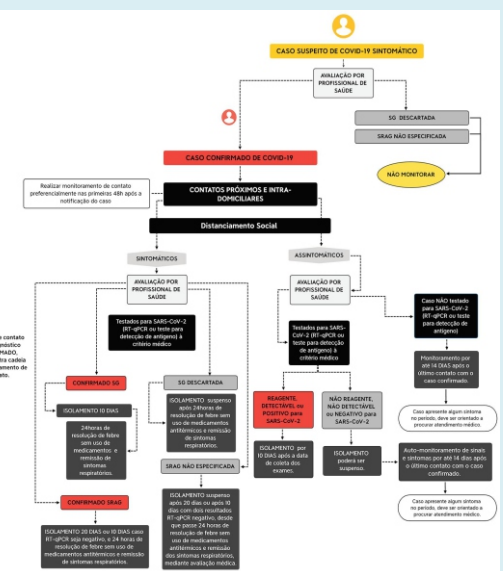 CASO SUSPEITO DE COVID-19 SINTOMÁTICO
AVALIAÇÃO POR
PROFISSIONAL DE
SAÚDE
SG DESCARTADA
SRAG NÃO ESPECIFICADA
NÃO MONITORAR
CASO CONFIRMADO DE COVID-19
Realizar monitoramento de contato
preferencialmente nas primeiras 48h após a
notificação do caso
CONTATOS PRÓXIMOS E INTRA-
DOMICILIARES
Distanciamento Social
SINTOMÁTICOS
ASSINTOMÁTICOS
AVALIAÇÃO POR
PROFISSIONAL DE
SAÚDE
Testados para SARS-CoV-2
(RT-qPCR ou teste para
detecção de antígeno) à
critério médico
CONFIRMADO SG
ISOLAMENTO 10 DIAS
24horas de
resolução de febre
sem uso de
medicamentos e
remissão de
sintomas
respiratórios.
CONFIRMADO SRAG
ISOLAMENTO 20 DIAS ou 10 DIAS caso
RT-qPCR seja negativo, e 24 horas de
resolução de febre sem uso de
medicamentos antitérmicos e remissão
de sintomas respiratórios.
SG DESCARTADA
ISOLAMENTO suspenso
após 24horas de
resolução de febre sem
uso de medicamentos
antitérmicos e remissão
de sintomas
respiratórios.
SRAG NÃO ESPECIFICADA
ISOLAMENTO suspenso
após 20 dias ou após 10
dias com dois resultados
RT-qPCR negativo, desde
que passe 24 horas de
resolução de febre sem
uso de medicamentos
antitérmicos e remissão
dos sintomas respiratórios,
mediante avaliação médica.
AVALIAÇÃO POR
PROFISSIONAL DE
SAÚDE
Testados para SARS-
CoV-2 (RT-qPCR ou
teste para detecção
de antígeno) à
critério médico
REAGENTE,
DETECTÁVEL ou
POSITIVO para
SARS-CoV-2
ISOLAMENTO por
10 DIAS após a data
de coleta dos
exames.
NÃO REAGENTE,
NÃO DETECTÁVEL
ou NEGATIVO para
SARS-CoV-2
ISOLAMENTO
poderá ser
suspenso.
Caso NÃO testado
para SARS-CoV-2
(RT-qPCR ou teste
para detecção de
antígeno)
Monitoramento por
até 14 DIAS após o
último contato com o
caso confirmado.
Caso apresente algum sintoma
no período, deve ser orientado a
procurar atendimento médico.
Auto-monitoramento de sinais
e sintomas por até 14 dias após
o último contato com o caso
confirmado.
Caso apresente algum sintoma
no período, deve ser orientado a
procurar atendimento médico.
contato